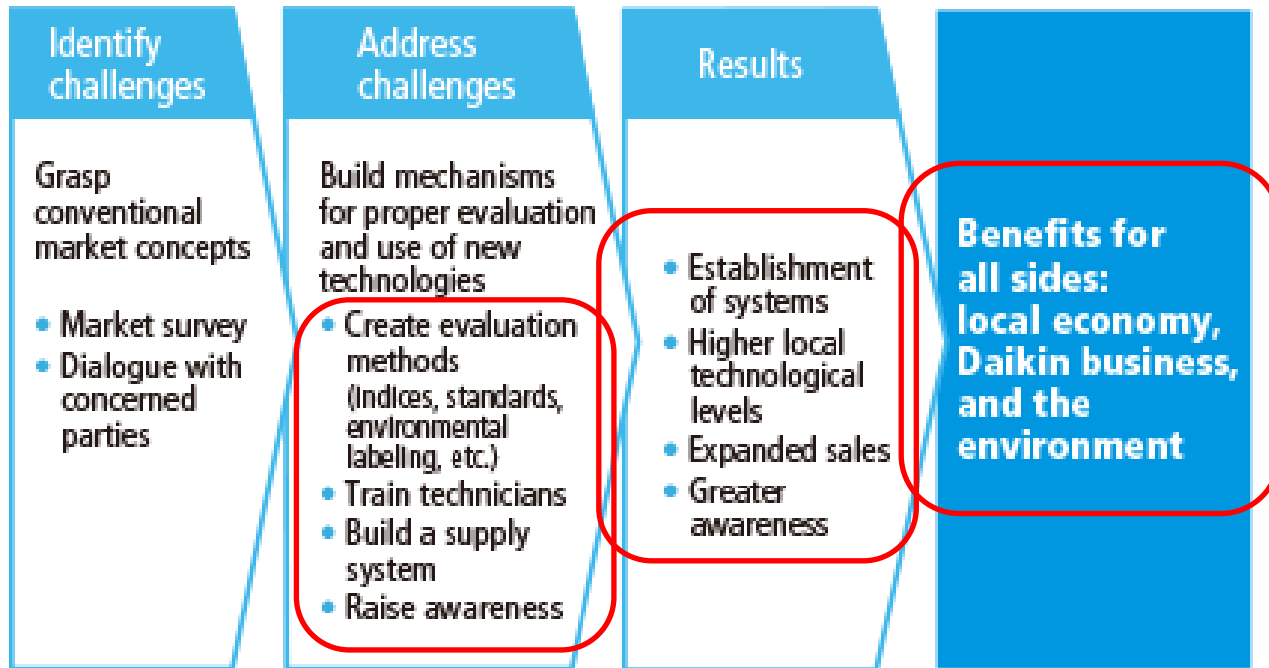 Identify
challenges
Grasp
conventional
market concepts
• Market survey
• Dialogue with
concerned
parties
Address
challenges
Build mechanisms
for proper evaluation
and use of new
technologies
• Create evaluation
methods
(indices, standards,
environmental
labeling, etc.)
• Train technicians
• Build a supply
system
• Raise awareness
Results
• Establishment
of systems
• Higher local
technological
levels
• Expanded sales
• Greater
awareness
Benefits for
all sides:
local economy,
Daikin business,
and the
environment